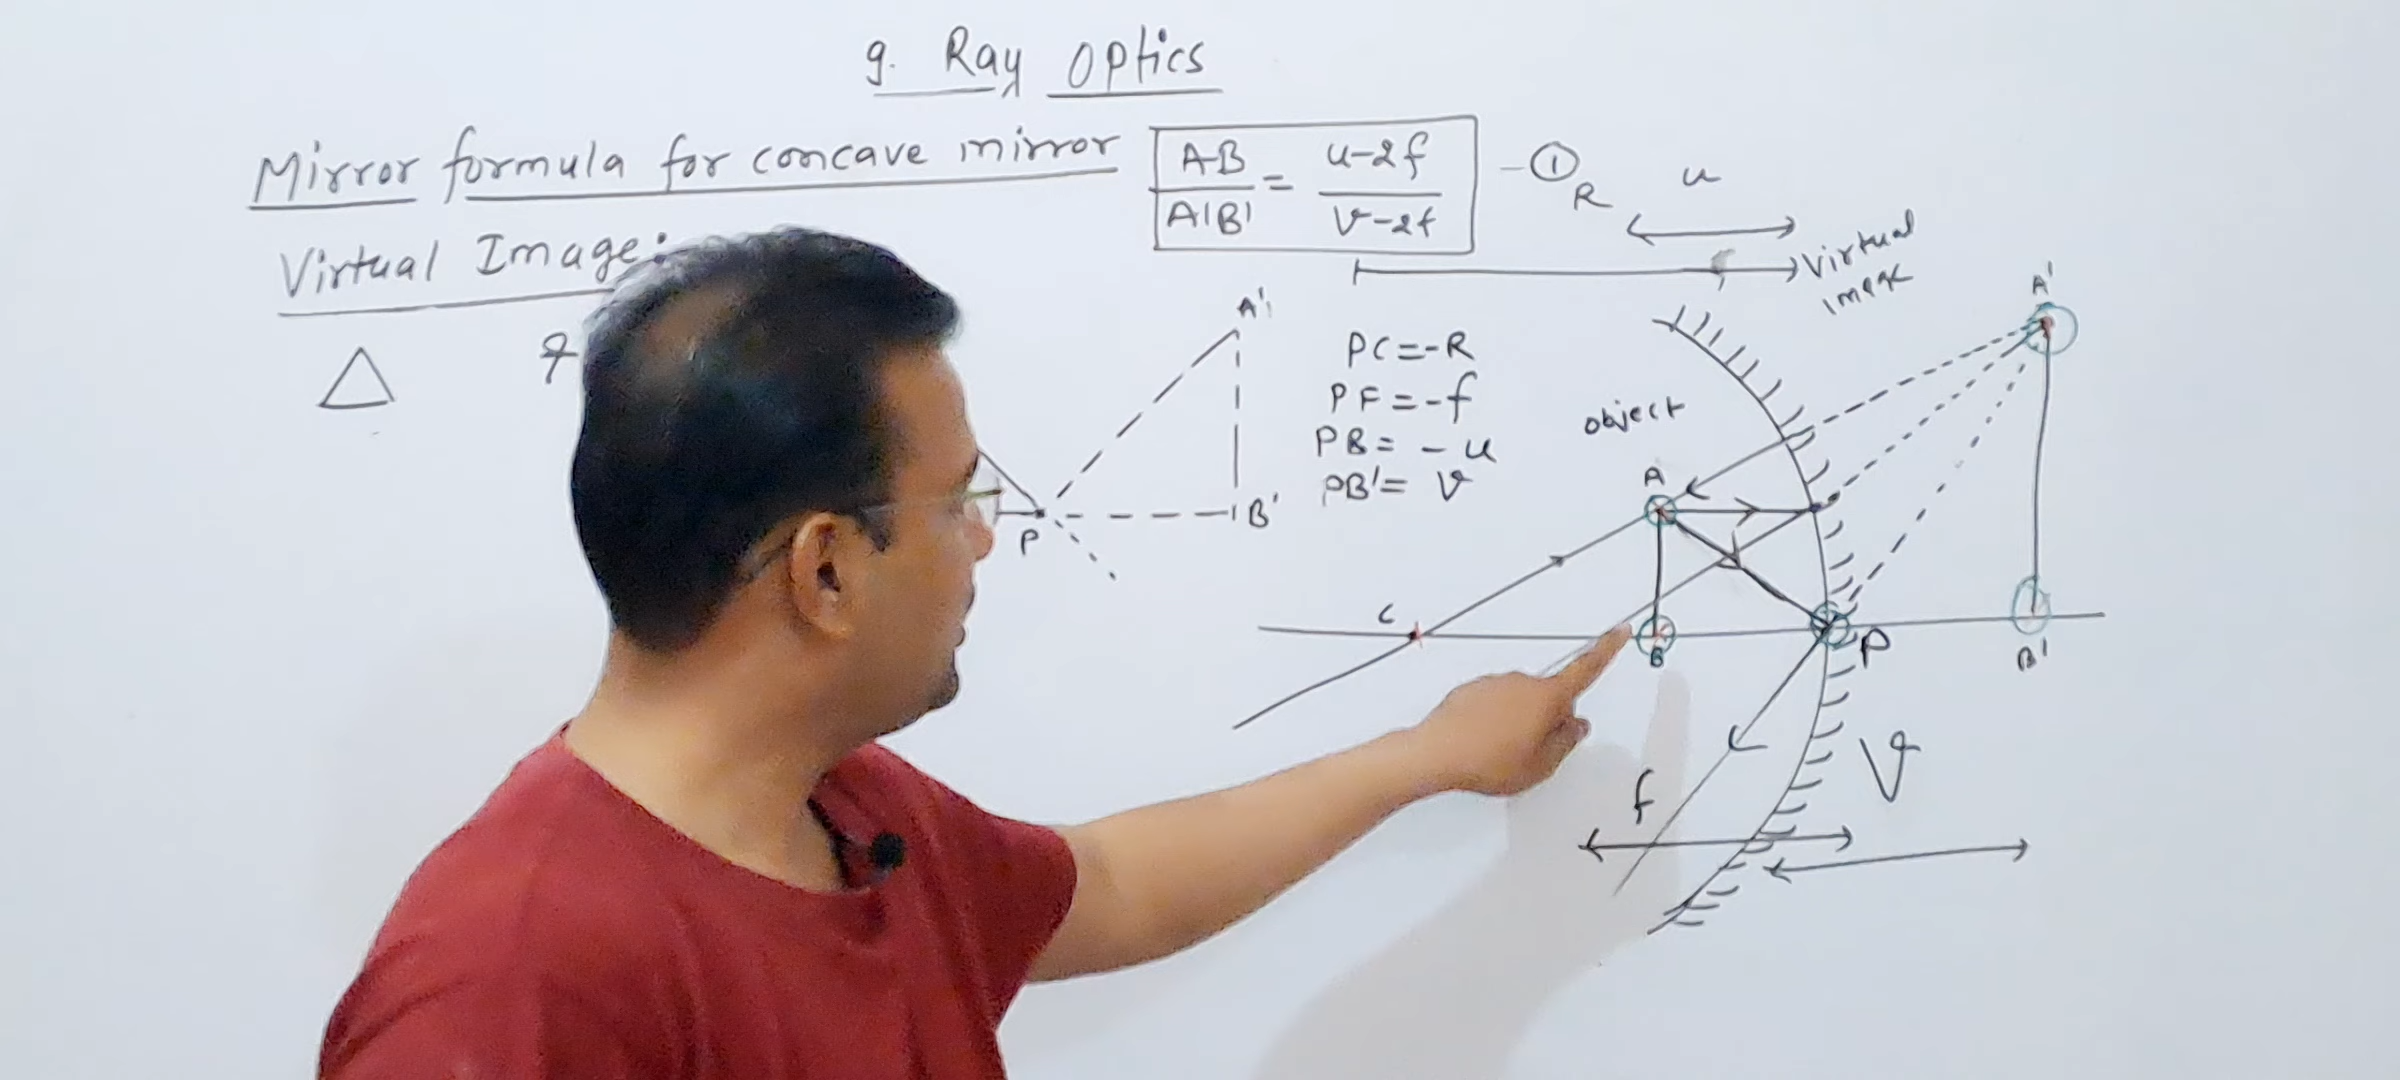 9. Ray Optics
Mirror formula for concave mirror
AB/A'B' = u-2f/v-2f - ①
Virtual Image:
R
u
Virtual
image
△
A'
P
B'
PC=-R
PF=-f
PB= -u
PB'= v
object
A
C
B
P
A'
B'
f
v